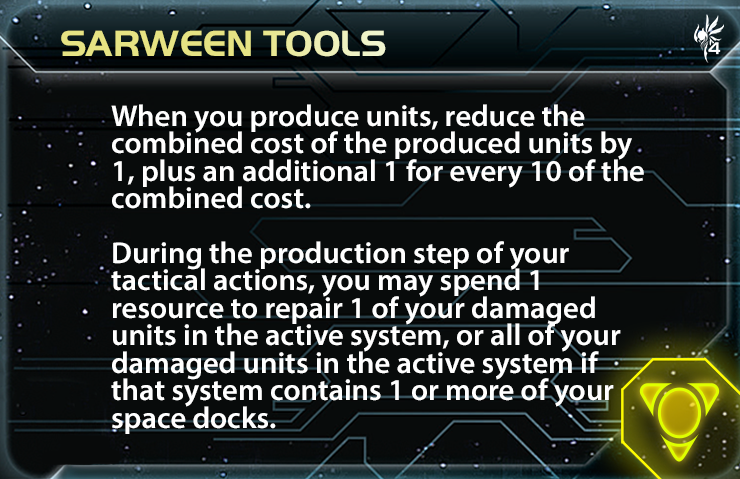 SARWEEN TOOLS
4
When you produce units, reduce the
combined cost of the produced units by
1, plus an additional 1 for every 10 of the
combined cost.
During the production step of your
tactical actions, you may spend 1
resource to repair 1 of your damaged
units in the active system, or all of your
damaged units in the active system if
that system contains 1 or more of your
space docks.